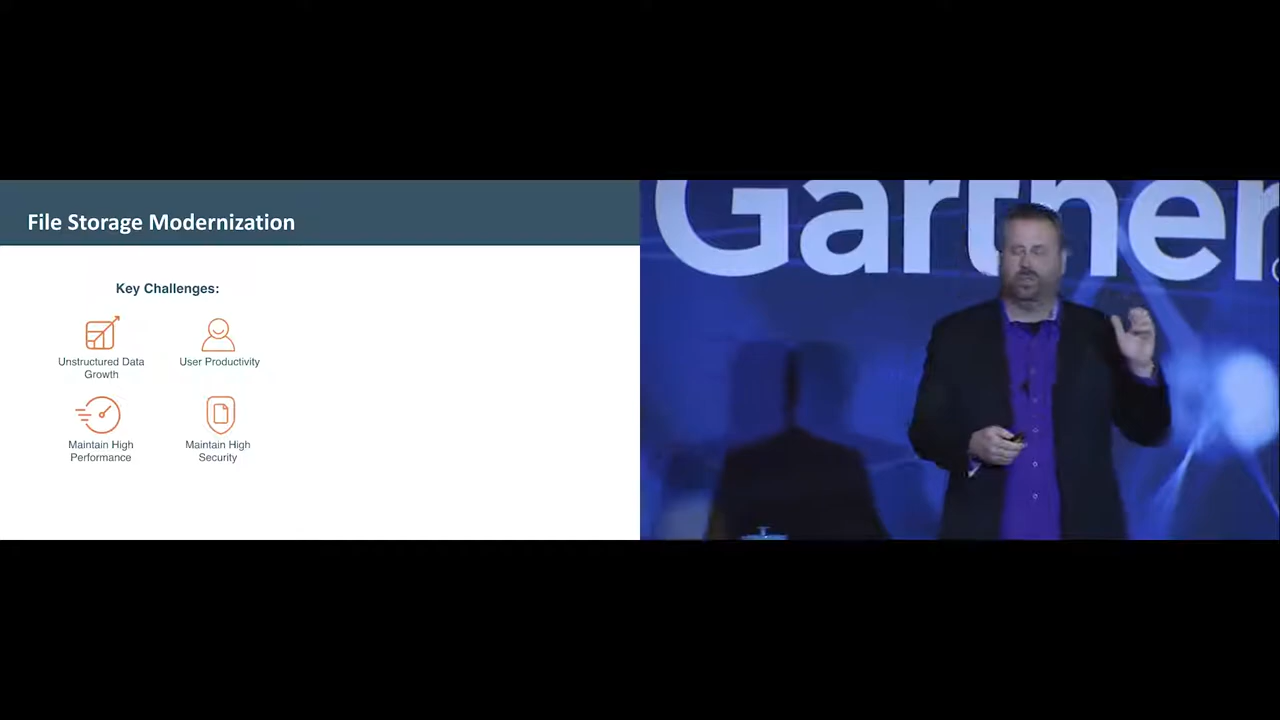 File Storage Modernization
Key Challenges:
Unstructured Data
Growth
User Productivity
Maintain High
Performance
Maintain High
Security
Gartner